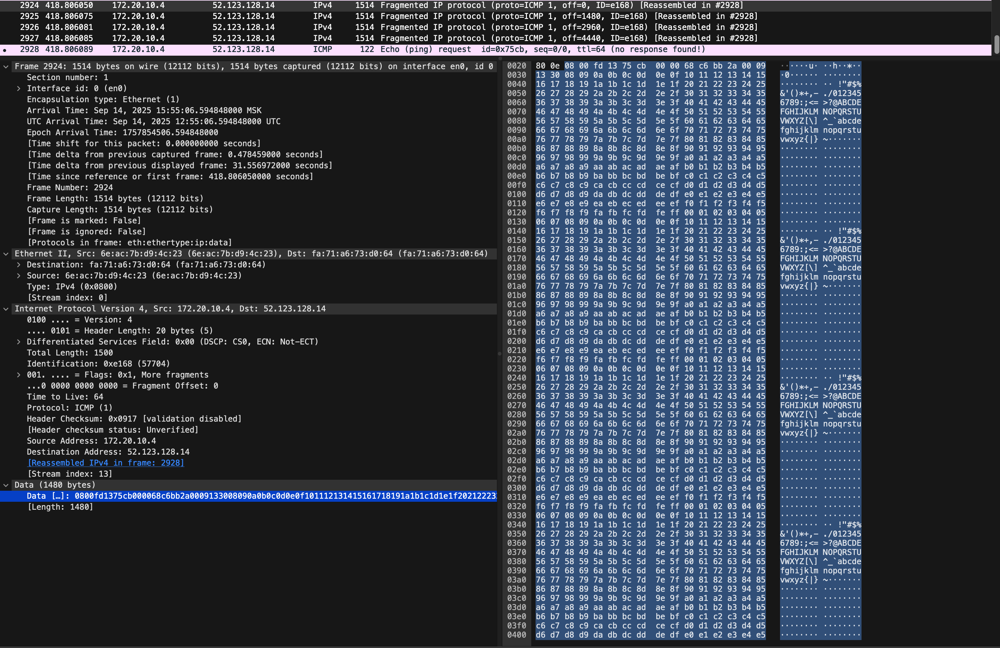 2924 418.806050 172.20.10.4 52.123.128.14 IPv4 1514 Fragmented IP protocol (proto=ICMP 1, off=0, ID=e168) [Reassembled in #2928]
2925 418.806075 172.20.10.4 52.123.128.14 IPv4 1514 Fragmented IP protocol (proto=ICMP 1, off=1480, ID=e168) [Reassembled in #2928]
2926 418.806081 172.20.10.4 52.123.128.14 IPv4 1514 Fragmented IP protocol (proto=ICMP 1, off=2960, ID=e168) [Reassembled in #2928]
2927 418.806085 172.20.10.4 52.123.128.14 IPv4 1514 Fragmented IP protocol (proto=ICMP 1, off=4440, ID=e168) [Reassembled in #2928]
2928 418.806089 172.20.10.4 52.123.128.14 ICMP 122 Echo (ping) request id=0x75cb, seq=0/0, ttl=64 (no response found!)
Frame 2924: 1514 bytes on wire (12112 bits), 1514 bytes captured (12112 bits) on interface en0, id 0
Section number: 1
Interface id: 0 (en0)
Encapsulation type: Ethernet (1)
Arrival Time: Sep 14, 2025 15:55:06.594848000 MSK
UTC Arrival Time: Sep 14, 2025 12:55:06.594848000 UTC
Epoch Arrival Time: 1757854506.594848000
[Time shift for this packet: 0.000000000 seconds]
[Time delta from previous captured frame: 0.478459000 seconds]
[Time delta from previous displayed frame: 31.556972000 seconds]
[Time since reference or first frame: 418.806050000 seconds]
Frame Number: 2924
Frame Length: 1514 bytes (12112 bits)
Capture Length: 1514 bytes (12112 bits)
[Frame is marked: False]
[Frame is ignored: False]
[Protocols in frame: eth:ethertype:ip:data]
Ethernet II, Src: 6e:ac:7b:d9:4c:23 (6e:ac:7b:d9:4c:23), Dst: fa:71:a6:73:d0:64 (fa:71:a6:73:d0:64)
Destination: fa:71:a6:73:d0:64 (fa:71:a6:73:d0:64)
Source: 6e:ac:7b:d9:4c:23 (6e:ac:7b:d9:4c:23)
Type: IPv4 (0x0800)
[Stream index: 0]
Internet Protocol Version 4, Src: 172.20.10.4, Dst: 52.123.128.14
0100 .... = Version: 4
.... 0101 = Header Length: 20 bytes (5)
Differentiated Services Field: 0x00 (DSCP: CS0, ECN: Not-ECT)
Total Length: 1500
Identification: 0xe168 (57704)
001. .... = Flags: 0x1, More fragments
...0 0000 0000 0000 = Fragment Offset: 0
Time to Live: 64
Protocol: ICMP (1)
Header Checksum: 0x0917 [validation disabled]
[Header checksum status: Unverified]
Source Address: 172.20.10.4
Destination Address: 52.123.128.14
[Reassembled IPv4 in frame: 2928]
[Stream index: 13]
Data (1480 bytes)
Data […]: 0800fd1375cb000068c6bb2a0009133008090a0b0c0d0e0f101112131415161718191a1b1c1d1e1f20212223
[Length: 1480]
0020 80 0e 08 00 fd 13 75 cb 00 00 68 c6 bb 2a 00 09 ······u· ··h··*··
0030 13 30 08 09 0a 0b 0c 0d 0e 0f 10 11 12 13 14 15 ·0······ ········
0040 16 17 18 19 1a 1b 1c 1d 1e 1f 20 21 22 23 24 25 ········ ·· !"#$%
0050 26 27 28 29 2a 2b 2c 2d 2e 2f 30 31 32 33 34 35 &'()*+,- ./012345
0060 36 37 38 39 3a 3b 3c 3d 3e 3f 40 41 42 43 44 45 6789:;<= >?@ABCDE
0070 46 47 48 49 4a 4b 4c 4d 4e 4f 50 51 52 53 54 55 FGHIJKLM NOPQRSTU
0080 56 57 58 59 5a 5b 5c 5d 5e 5f 60 61 62 63 64 65 VWXYZ[\] ^_`abcde
0090 66 67 68 69 6a 6b 6c 6d 6e 6f 70 71 72 73 74 75 fghijklm nopqrstu
00a0 76 77 78 79 7a 7b 7c 7d 7e 7f 80 81 82 83 84 85 vwxyz{|} ~·······
00b0 86 87 88 89 8a 8b 8c 8d 8e 8f 90 91 92 93 94 95 ········ ········
00c0 96 97 98 99 9a 9b 9c 9d 9e 9f a0 a1 a2 a3 a4 a5 ········ ········
00d0 a6 a7 a8 a9 aa ab ac ad ae af b0 b1 b2 b3 b4 b5 ········ ········
00e0 b6 b7 b8 b9 ba bb bc bd be bf c0 c1 c2 c3 c4 c5 ········ ········
00f0 c6 c7 c8 c9 ca cb cc cd ce cf d0 d1 d2 d3 d4 d5 ········ ········
0100 d6 d7 d8 d9 da db dc dd de df e0 e1 e2 e3 e4 e5 ········ ········
0110 e6 e7 e8 e9 ea eb ec ed ee ef f0 f1 f2 f3 f4 f5 ········ ········
0120 f6 f7 f8 f9 fa fb fc fd fe ff 00 01 02 03 04 05 ········ ········
0130 06 07 08 09 0a 0b 0c 0d 0e 0f 10 11 12 13 14 15 ········ ········
0140 16 17 18 19 1a 1b 1c 1d 1e 1f 20 21 22 23 24 25 ········ ·· !"#$%
0150 26 27 28 29 2a 2b 2c 2d 2e 2f 30 31 32 33 34 35 &'()*+,- ./012345
0160 36 37 38 39 3a 3b 3c 3d 3e 3f 40 41 42 43 44 45 6789:;<= >?@ABCDE
0170 46 47 48 49 4a 4b 4c 4d 4e 4f 50 51 52 53 54 55 FGHIJKLM NOPQRSTU
0180 56 57 58 59 5a 5b 5c 5d 5e 5f 60 61 62 63 64 65 VWXYZ[\] ^_`abcde
0190 66 67 68 69 6a 6b 6c 6d 6e 6f 70 71 72 73 74 75 fghijklm nopqrstu
01a0 76 77 78 79 7a 7b 7c 7d 7e 7f 80 81 82 83 84 85 vwxyz{|} ~·······
01b0 86 87 88 89 8a 8b 8c 8d 8e 8f 90 91 92 93 94 95 ········ ········
01c0 96 97 98 99 9a 9b 9c 9d 9e 9f a0 a1 a2 a3 a4 a5 ········ ········
01d0 a6 a7 a8 a9 aa ab ac ad ae af b0 b1 b2 b3 b4 b5 ········ ········
01e0 b6 b7 b8 b9 ba bb bc bd be bf c0 c1 c2 c3 c4 c5 ········ ········
01f0 c6 c7 c8 c9 ca cb cc cd ce cf d0 d1 d2 d3 d4 d5 ········ ········
0200 d6 d7 d8 d9 da db dc dd de df e0 e1 e2 e3 e4 e5 ········ ········
0210 e6 e7 e8 e9 ea eb ec ed ee ef f0 f1 f2 f3 f4 f5 ········ ········
0220 f6 f7 f8 f9 fa fb fc fd fe ff 00 01 02 03 04 05 ········ ········
0230 06 07 08 09 0a 0b 0c 0d 0e 0f 10 11 12 13 14 15 ········ ········
0240 16 17 18 19 1a 1b 1c 1d 1e 1f 20 21 22 23 24 25 ········ ·· !"#$%
0250 26 27 28 29 2a 2b 2c 2d 2e 2f 30 31 32 33 34 35 &'()*+,- ./012345
0260 36 37 38 39 3a 3b 3c 3d 3e 3f 40 41 42 43 44 45 6789:;<= >?@ABCDE
0270 46 47 48 49 4a 4b 4c 4d 4e 4f 50 51 52 53 54 55 FGHIJKLM NOPQRSTU
0280 56 57 58 59 5a 5b 5c 5d 5e 5f 60 61 62 63 64 65 VWXYZ[\] ^_`abcde
0290 66 67 68 69 6a 6b 6c 6d 6e 6f 70 71 72 73 74 75 fghijklm nopqrstu
02a0 76 77 78 79 7a 7b 7c 7d 7e 7f 80 81 82 83 84 85 vwxyz{|} ~·······
02b0 86 87 88 89 8a 8b 8c 8d 8e 8f 90 91 92 93 94 95 ········ ········
02c0 96 97 98 99 9a 9b 9c 9d 9e 9f a0 a1 a2 a3 a4 a5 ········ ········
02d0 a6 a7 a8 a9 aa ab ac ad ae af b0 b1 b2 b3 b4 b5 ········ ········
02e0 b6 b7 b8 b9 ba bb bc bd be bf c0 c1 c2 c3 c4 c5 ········ ········
02f0 c6 c7 c8 c9 ca cb cc cd ce cf d0 d1 d2 d3 d4 d5 ········ ········
0300 d6 d7 d8 d9 da db dc dd de df e0 e1 e2 e3 e4 e5 ········ ········
0310 e6 e7 e8 e9 ea eb ec ed ee ef f0 f1 f2 f3 f4 f5 ········ ········
0320 f6 f7 f8 f9 fa fb fc fd fe ff 00 01 02 03 04 05 ········ ········
0330 06 07 08 09 0a 0b 0c 0d 0e 0f 10 11 12 13 14 15 ········ ········
0340 16 17 18 19 1a 1b 1c 1d 1e 1f 20 21 22 23 24 25 ········ ·· !"#$%
0350 26 27 28 29 2a 2b 2c 2d 2e 2f 30 31 32 33 34 35 &'()*+,- ./012345
0360 36 37 38 39 3a 3b 3c 3d 3e 3f 40 41 42 43 44 45 6789:;<= >?@ABCDE
0370 46 47 48 49 4a 4b 4c 4d 4e 4f 50 51 52 53 54 55 FGHIJKLM NOPQRSTU
0380 56 57 58 59 5a 5b 5c 5d 5e 5f 60 61 62 63 64 65 VWXYZ[\] ^_`abcde
0390 66 67 68 69 6a 6b 6c 6d 6e 6f 70 71 72 73 74 75 fghijklm nopqrstu
03a0 76 77 78 79 7a 7b 7c 7d 7e 7f 80 81 82 83 84 85 vwxyz{|} ~·······
03b0 86 87 88 89 8a 8b 8c 8d 8e 8f 90 91 92 93 94 95 ········ ········
03c0 96 97 98 99 9a 9b 9c 9d 9e 9f a0 a1 a2 a3 a4 a5 ········ ········
03d0 a6 a7 a8 a9 aa ab ac ad ae af b0 b1 b2 b3 b4 b5 ········ ········
03e0 b6 b7 b8 b9 ba bb bc bd be bf c0 c1 c2 c3 c4 c5 ········ ········
03f0 c6 c7 c8 c9 ca cb cc cd ce cf d0 d1 d2 d3 d4 d5 ········ ········
0400 d6 d7 d8 d9 da db dc dd de df e0 e1 e2 e3 e4 e5 ········ ········